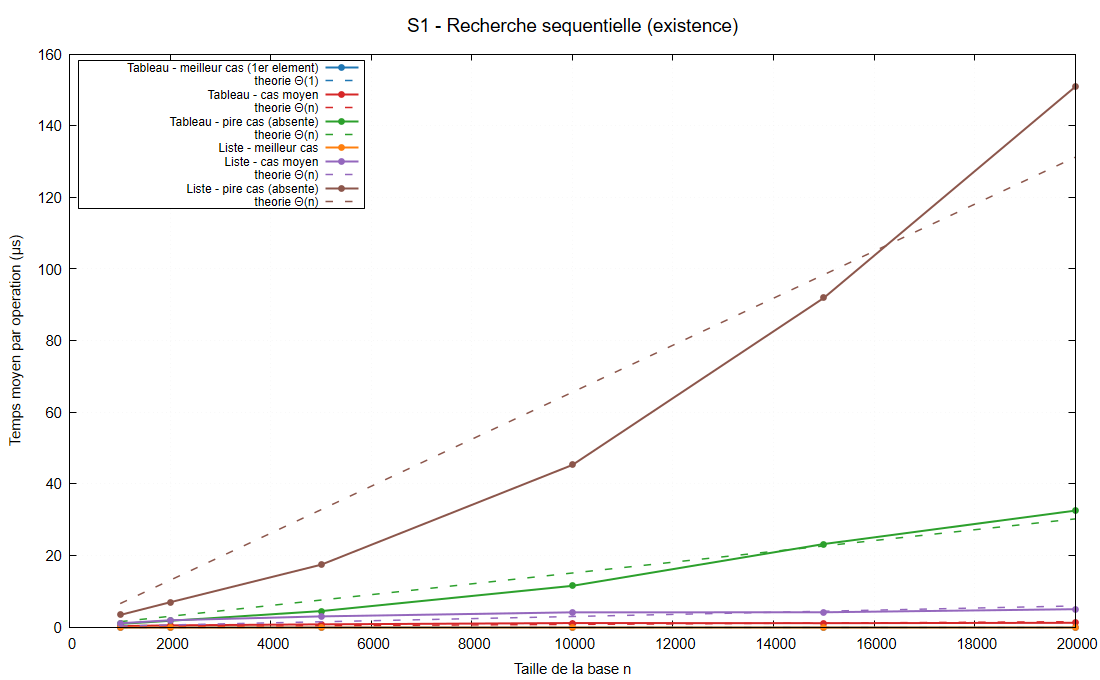 S1 - Recherche sequentielle (existence)
160
140
120
100
80
60
40
20
0
Temps moyen par operation (µs)
Tableau - meilleur cas (1er element)
theorie Θ(1)
Tableau - cas moyen
theorie Θ(n)
Tableau - pire cas (absente)
theorie Θ(n)
Liste - meilleur cas
Liste - cas moyen
theorie Θ(n)
Liste - pire cas (absente)
theorie Θ(n)
0 2000 4000 6000 8000 10000 12000 14000 16000 18000 20000
Taille de la base n